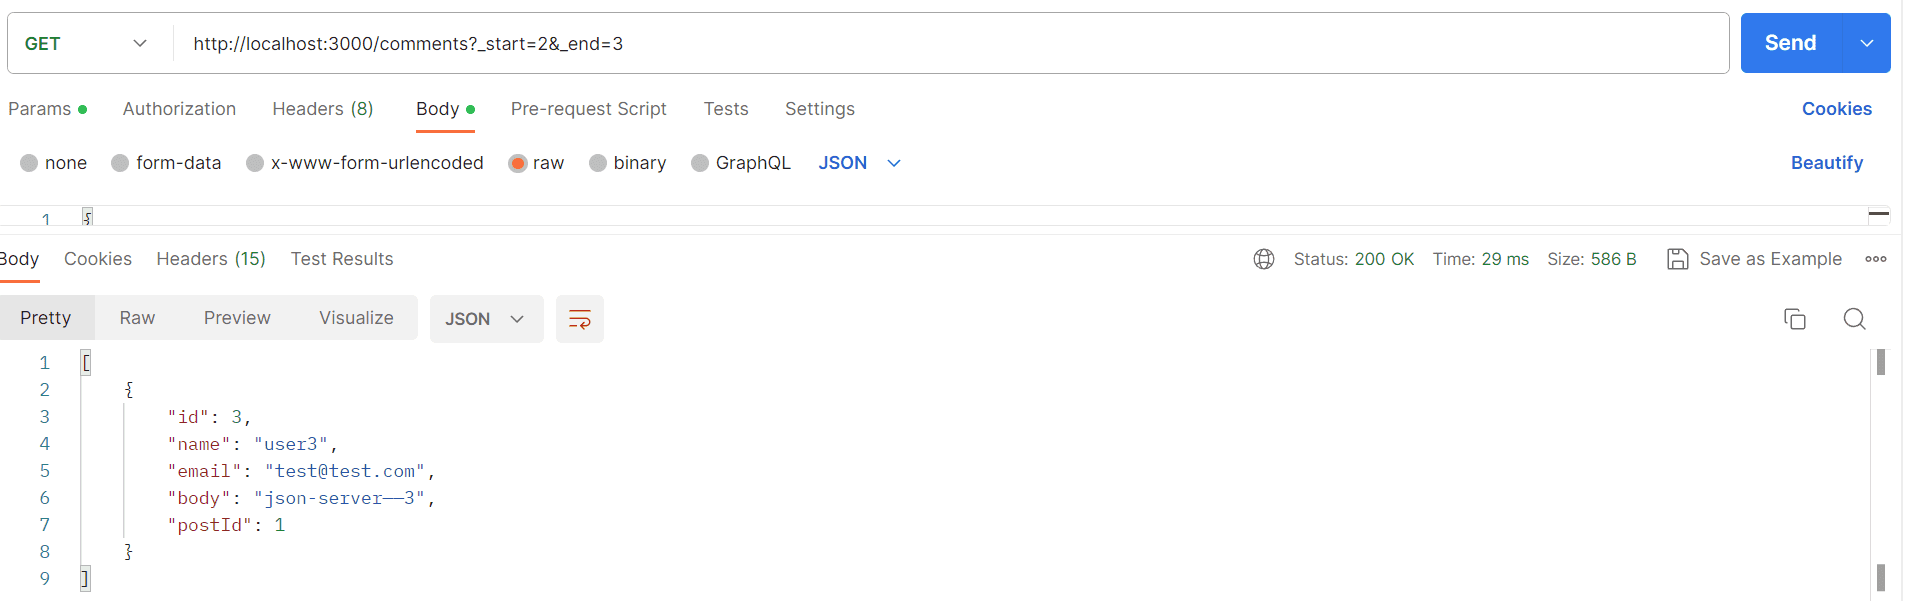 GET http://localhost:3000/comments?_start=2&_end=3 Send
Params Authorization Headers (8) Body Pre-request Script Tests Settings Cookies
none form-data x-www-form-urlencoded raw binary GraphQL JSON Beautify
1 {
Body Cookies Headers (15) Test Results Status: 200 OK Time: 29 ms Size: 586 B Save as Example
Pretty Raw Preview Visualize JSON
1 [
2 {
3 "id": 3,
4 "name": "user3",
5 "email": "test@test.com",
6 "body": "json-server——3",
7 "postId": 1
8 }
9 ]